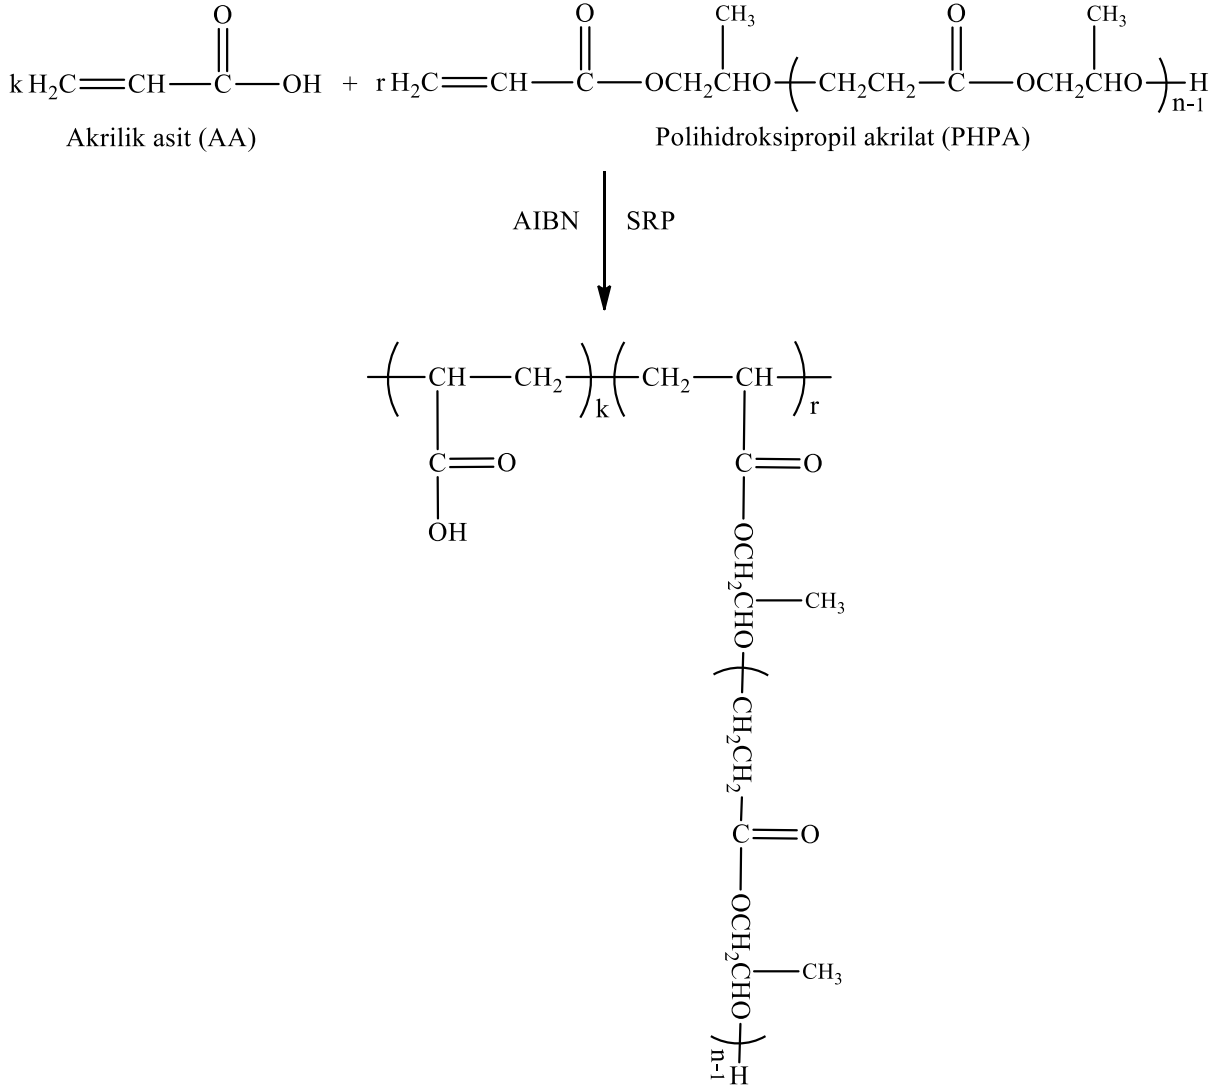 O CH₃ O CH₃
k H₂C CH C OH + r H₂C CH C OCH₂CHO CH₂CH₂ C OCH₂CHO H
n-1
Akrilik asit (AA) Polihidroksipropil akrilat (PHPA)
AIBN SRP
CH CH₂ CH₂ CH
k r
C O C O
OH OCH₂CHO CH₃
CH₂CH₂
C O
OCH₂CHO CH₃
n-1 H